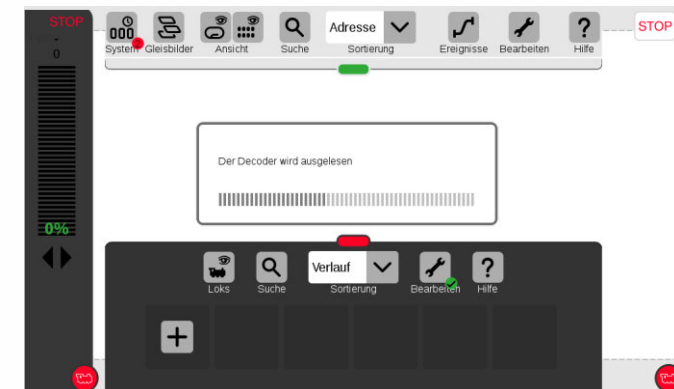 STOP
-
0
0%
000
2
System
Gleisbilder
Ansicht
Suche
Adresse
Sortierung
Ereignisse
Bearbeiten
?
Hilfe
STOP
Der Decoder wird ausgelesen
Loks
Suche
Verlauf
Sortierung
Bearbeiten
?
Hilfe
+